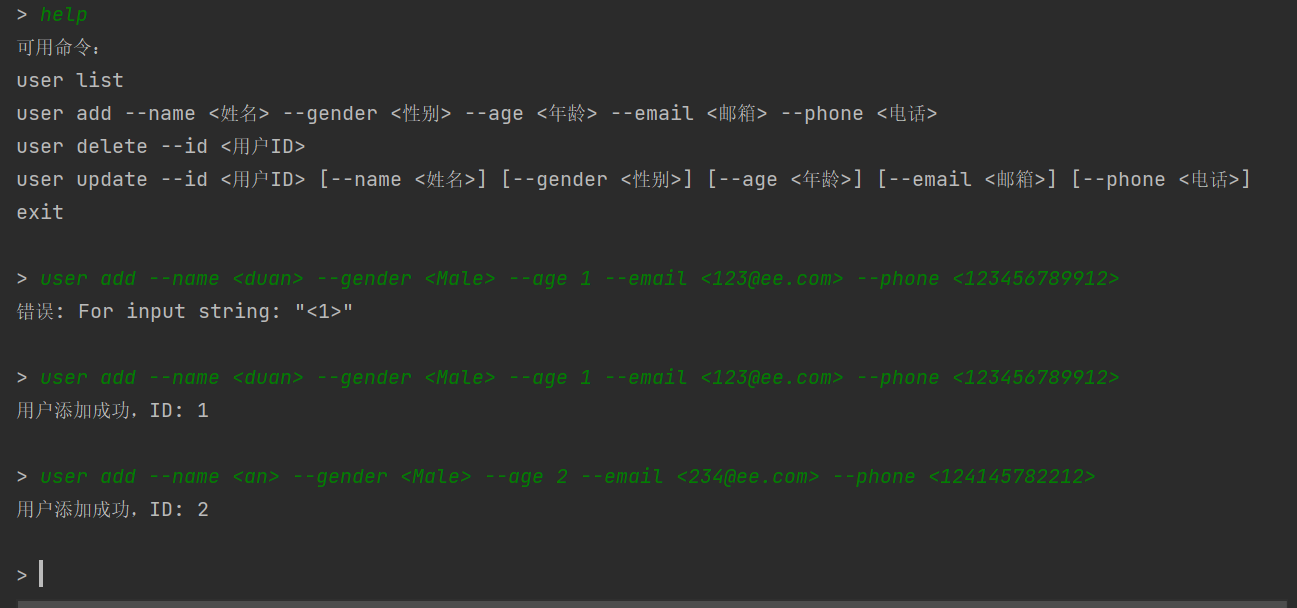 > help
可用命令：
user list
user add --name <姓名> --gender <性别> --age <年龄> --email <邮箱> --phone <电话>
user delete --id <用户ID>
user update --id <用户ID> [--name <姓名>] [--gender <性别>] [--age <年龄>] [--email <邮箱>] [--phone <电话>]
exit
> user add --name <duan> --gender <Male> --age 1 --email <123@ee.com> --phone <123456789912>
错误: For input string: "<1>"
> user add --name <duan> --gender <Male> --age 1 --email <123@ee.com> --phone <123456789912>
用户添加成功，ID: 1
> user add --name <an> --gender <Male> --age 2 --email <234@ee.com> --phone <124145782212>
用户添加成功，ID: 2
>